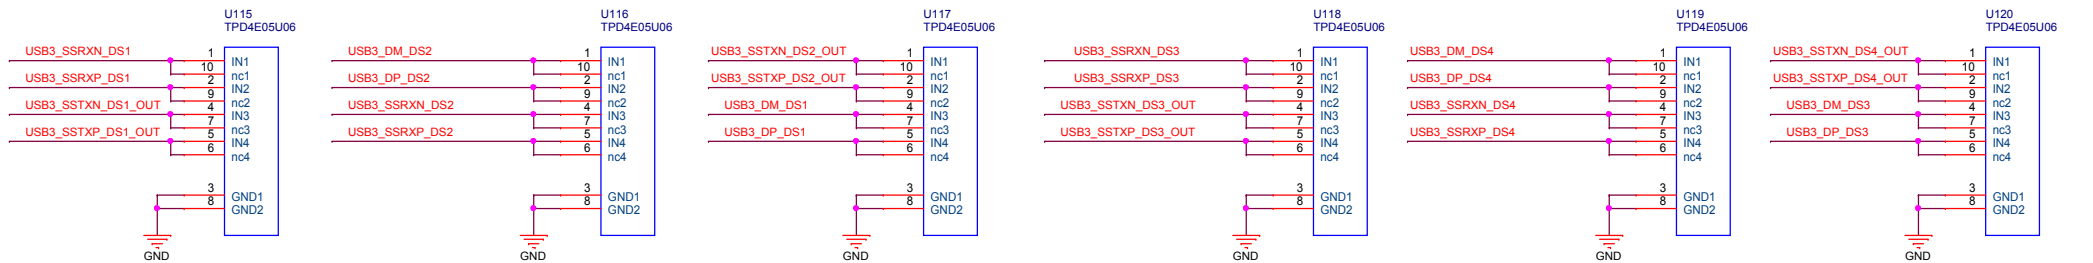 U115
TPD4E05U06
USB3_SSRXN_DS1
1
IN1
10
nc1
USB3_SSRXP_DS1
2
IN2
9
nc2
USB3_SSTXN_DS1_OUT
4
IN3
7
nc3
USB3_SSTXP_DS1_OUT
5
IN4
6
nc4
3
GND1
8
GND2
GND
U116
TPD4E05U06
USB3_DM_DS2
1
IN1
10
nc1
USB3_DP_DS2
2
IN2
9
nc2
USB3_SSRXN_DS2
4
IN3
7
nc3
USB3_SSRXP_DS2
5
IN4
6
nc4
3
GND1
8
GND2
GND
U117
TPD4E05U06
USB3_SSTXN_DS2_OUT
1
IN1
10
nc1
USB3_SSTXP_DS2_OUT
2
IN2
9
nc2
USB3_DM_DS1
4
IN3
7
nc3
USB3_DP_DS1
5
IN4
6
nc4
3
GND1
8
GND2
GND
U118
TPD4E05U06
USB3_SSRXN_DS3
1
IN1
10
nc1
USB3_SSRXP_DS3
2
IN2
9
nc2
USB3_SSTXN_DS3_OUT
4
IN3
7
nc3
USB3_SSTXP_DS3_OUT
5
IN4
6
nc4
3
GND1
8
GND2
GND
U119
TPD4E05U06
USB3_DM_DS4
1
IN1
10
nc1
USB3_DP_DS4
2
IN2
9
nc2
USB3_SSRXN_DS4
4
IN3
7
nc3
USB3_SSRXP_DS4
5
IN4
6
nc4
3
GND1
8
GND2
GND
U120
TPD4E05U06
USB3_SSTXN_DS4_OUT
1
IN1
10
nc1
USB3_SSTXP_DS4_OUT
2
IN2
9
nc2
USB3_DM_DS3
4
IN3
7
nc3
USB3_DP_DS3
5
IN4
6
nc4
3
GND1
8
GND2
GND